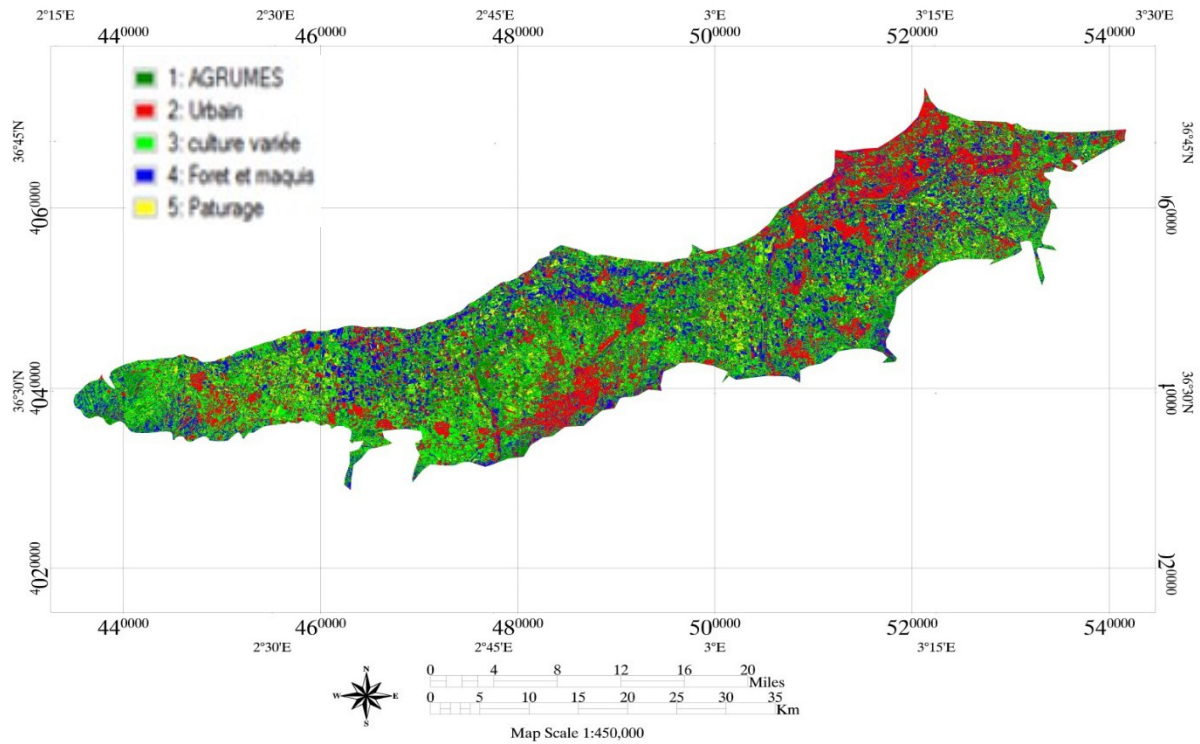 2°15'E 2°30'E 2°45'E 3°E 3°15'E 3°30'E
440000 460000 480000 500000 520000 540000
1: AGRUMES
2: Urbain
3: culture variée
4: Foret et maquis
5: Paturage
36°45'N 36°45'N
4060000 60000
36°30'N 36°30'N
4040000 0000
4020000 20000
440000 460000 480000 500000 520000 540000
2°30'E 2°45'E 3°E 3°15'E
N
W E
S
0 4 8 12 16 20
Miles
0 5 10 15 20 25 30 35
Km
Map Scale 1:450,000